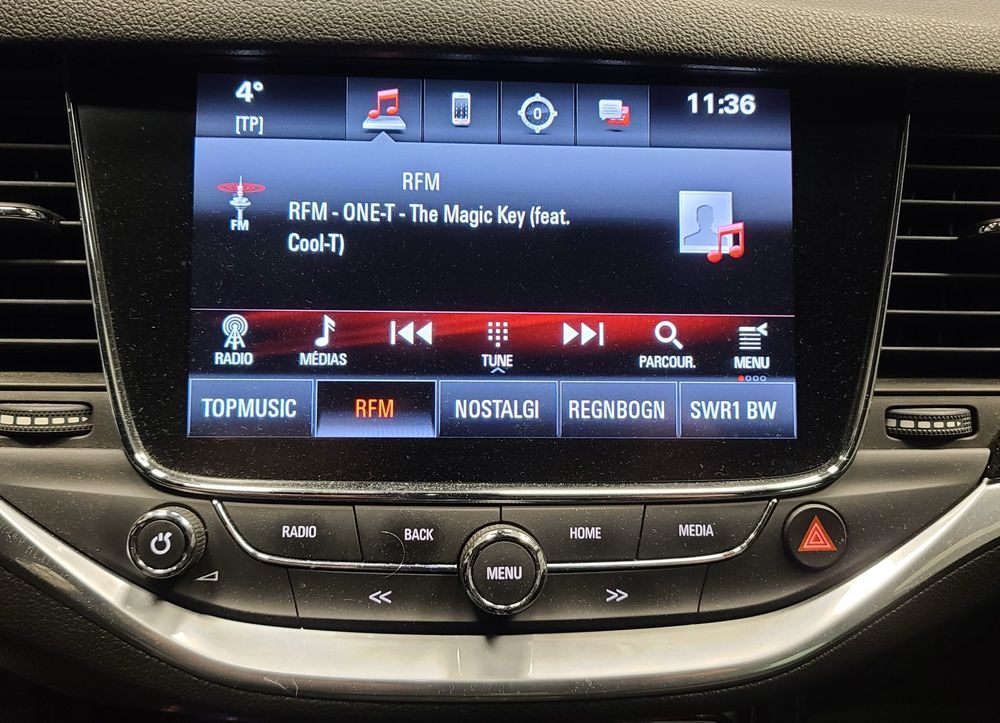 4°
[TP]
0
11:36
RFM
FM
RFM - ONE-T - The Magic Key (feat.
Cool-T)
RADIO
MÉDIAS
TUNE
PARCOUR.
MENU
TOPMUSIC
RFM
NOSTALGI
REGNBOGN
SWR1 BW
RADIO
BACK
HOME
MEDIA
MENU